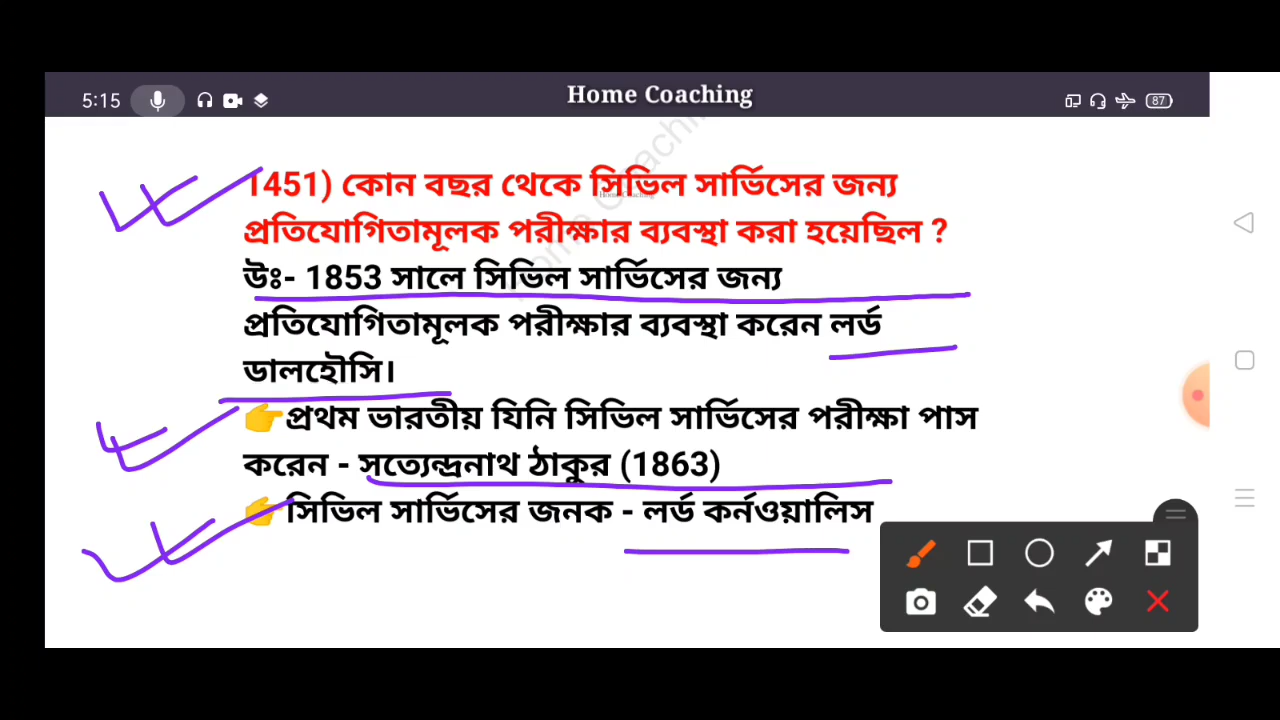 5:15
Home Coaching
87
1451) কোন বছর থেকে সিভিল সার্ভিসের জন্য
প্রতিযোগিতামূলক পরীক্ষার ব্যবস্থা করা হয়েছিল ?
উঃ- 1853 সালে সিভিল সার্ভিসের জন্য
প্রতিযোগিতামূলক পরীক্ষার ব্যবস্থা করেন লর্ড
ডালহৌসি।
👉প্রথম ভারতীয় যিনি সিভিল সার্ভিসের পরীক্ষা পাস
করেন - সত্যেন্দ্রনাথ ঠাকুর (1863)
👉সিভিল সার্ভিসের জনক - লর্ড কর্নওয়ালিস